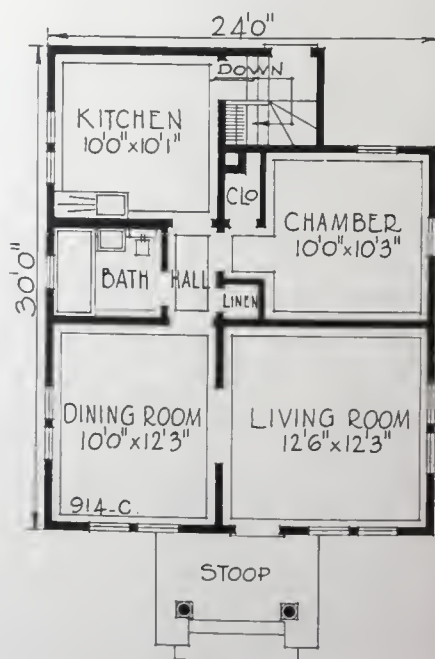 24'0"
DOWN
KITCHEN
10'0"x10'1"
CLO
CHAMBER
10'0"x10'3"
30'0"
BATH
HALL
LINEN
DINING ROOM
10'0"x12'3"
LIVING ROOM
12'6"x12'3"
914-C.
STOOP